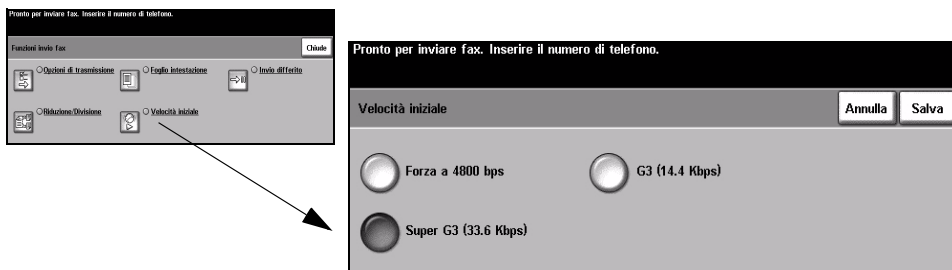 Pronto per inviare fax. Inserire il numero di telefono.
Funzioni invio fax
Chiude
Opzioni di trasmissione
Foglio intestazione
Invio differito
Riduzione/Divisione
Velocità iniziale
Pronto per inviare fax. Inserire il numero di telefono.
Velocità iniziale
Annulla
Salva
Forza a 4800 bps
G3 (14.4 Kbps)
Super G3 (33.6 Kbps)